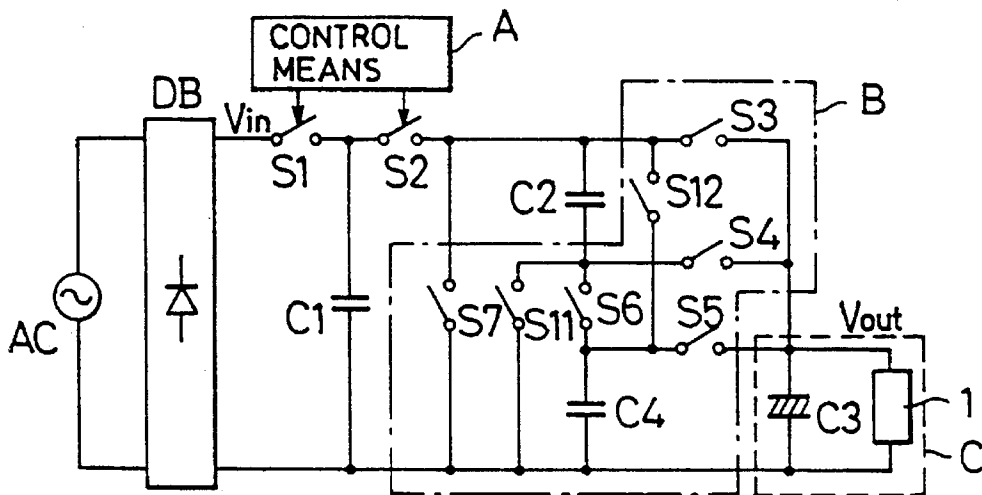 CONTROL
MEANS
A
DB
Vin
S1
S2
S3
B
C2
S12
S4
AC
C1
S7
S11
S6
S5
Vout
C4
C3
1
C